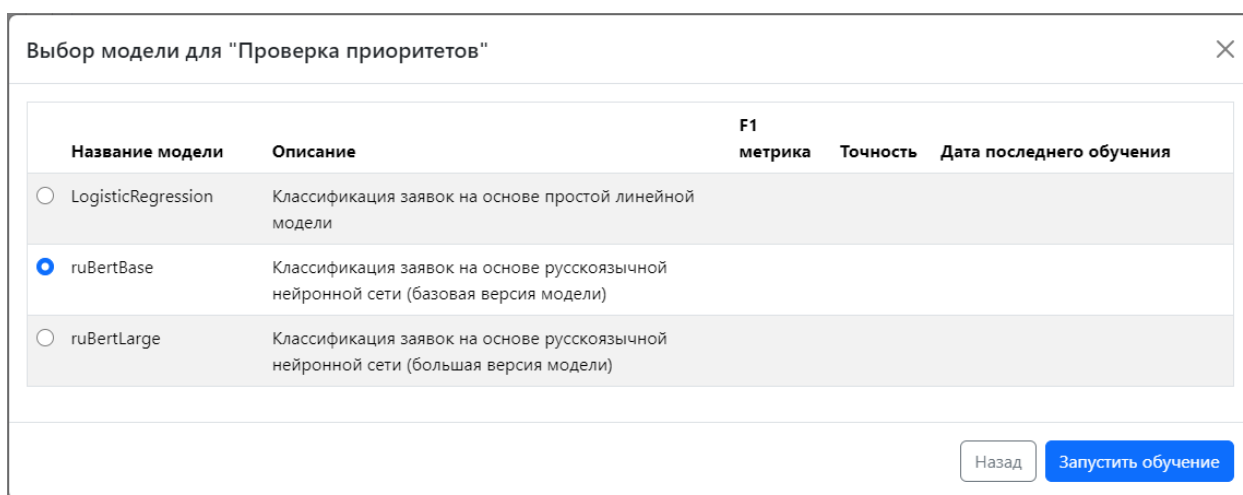 Выбор модели для "Проверка приоритетов"
F1
Название модели Описание метрика Точность Дата последнего обучения
LogisticRegression Классификация заявок на основе простой линейной
модели
ruBertBase Классификация заявок на основе русскоязычной
нейронной сети (базовая версия модели)
ruBertLarge Классификация заявок на основе русскоязычной
нейронной сети (большая версия модели)
Назад Запустить обучение